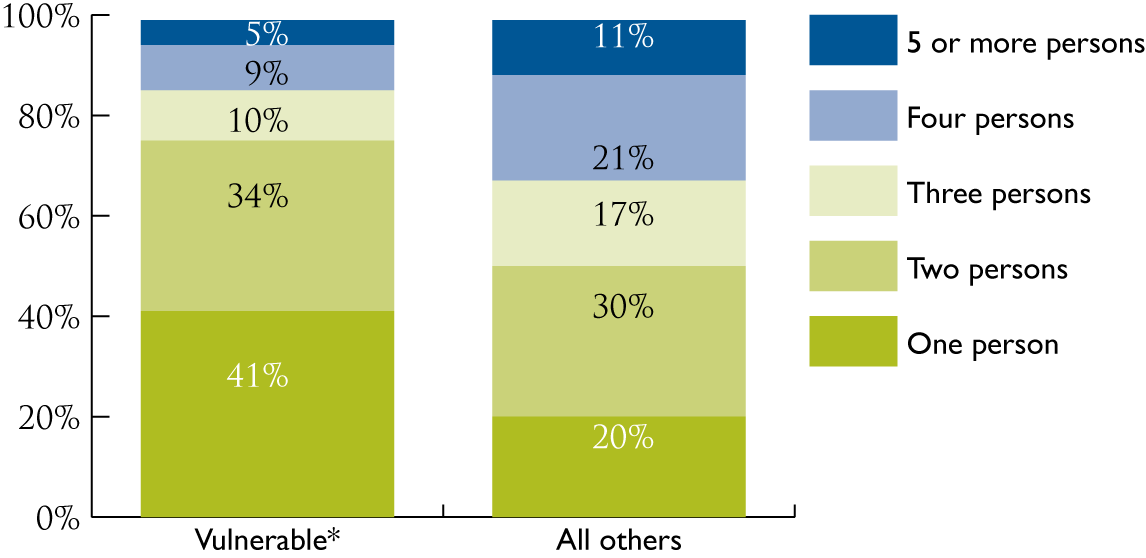 100%
80%
60%
40%
20%
0%
5%
9%
10%
34%
41%
Vulnerable*
11%
21%
17%
30%
20%
All others
5 or more persons
Four persons
Three persons
Two persons
One person